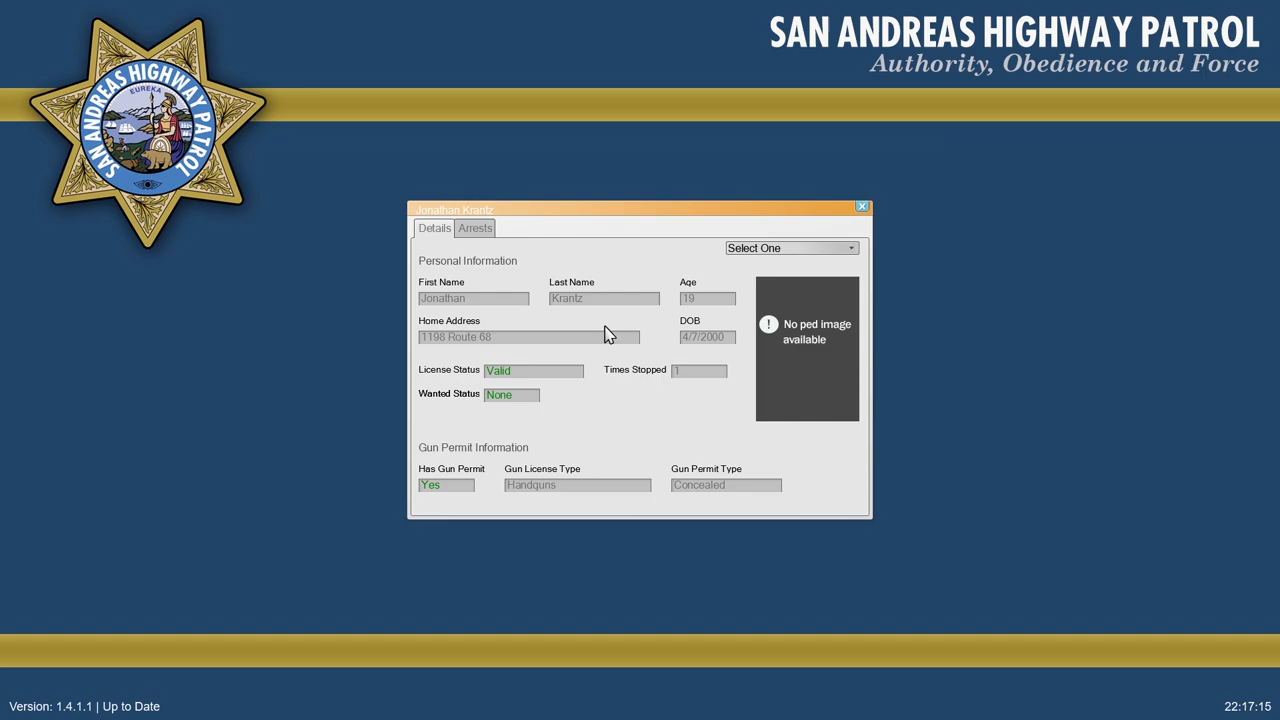 SAN ANDREAS HIGHWAY PATROL
Authority, Obedience and Force
SAN ANDREAS HIGHWAY PATROL
EUREKA
Jonathan Krantz
Details Arrests
Select One
Personal Information
First Name Last Name Age
Jonathan Krantz 19
Home Address DOB
1198 Route 68 4/7/2000
No ped image
available
License Status Valid Times Stopped 1
Wanted Status None
Gun Permit Information
Has Gun Permit Gun License Type Gun Permit Type
Yes Handguns Concealed
Version: 1.4.1.1 | Up to Date
22:17:15